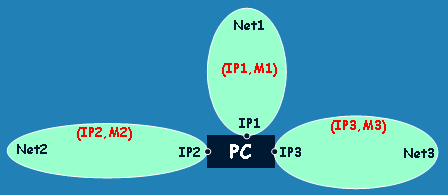 Net1
(IP1,M1)
IP1
(IP2,M2)
(IP3,M3)
Net2
IP2
PC
IP3
Net3